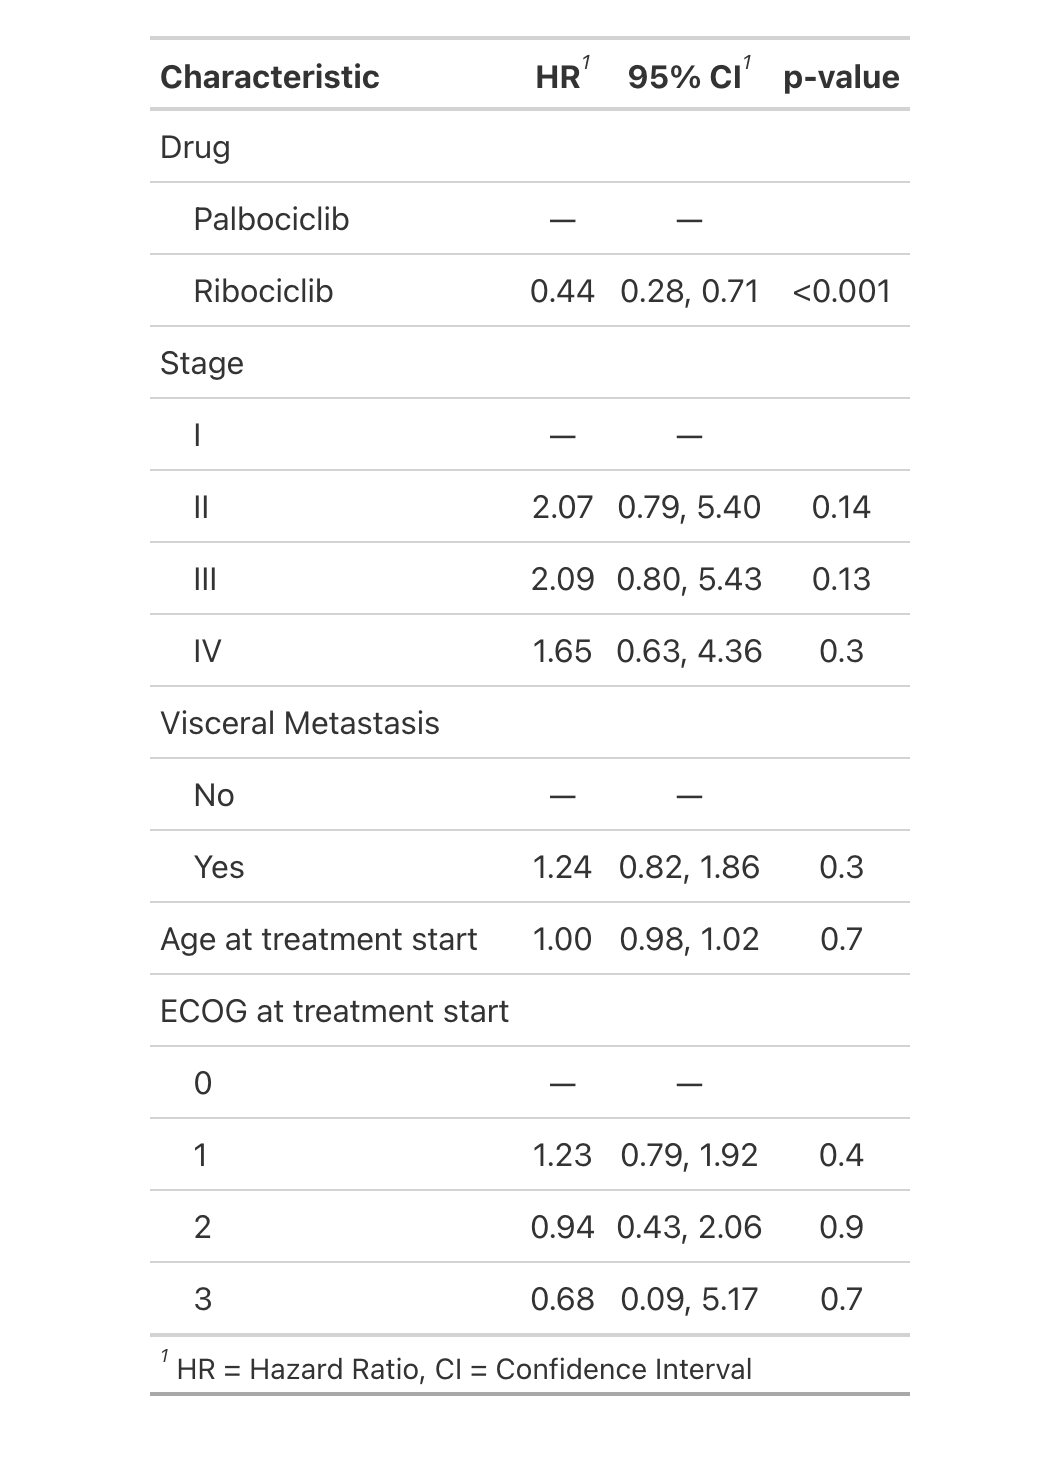 Characteristic HR1 95% CI1 p-value
Drug
Palbociclib — —
Ribociclib 0.44 0.28, 0.71 <0.001
Stage
I — —
II 2.07 0.79, 5.40 0.14
III 2.09 0.80, 5.43 0.13
IV 1.65 0.63, 4.36 0.3
Visceral Metastasis
No — —
Yes 1.24 0.82, 1.86 0.3
Age at treatment start 1.00 0.98, 1.02 0.7
ECOG at treatment start
0 — —
1 1.23 0.79, 1.92 0.4
2 0.94 0.43, 2.06 0.9
3 0.68 0.09, 5.17 0.7
1 HR = Hazard Ratio, CI = Confidence Interval